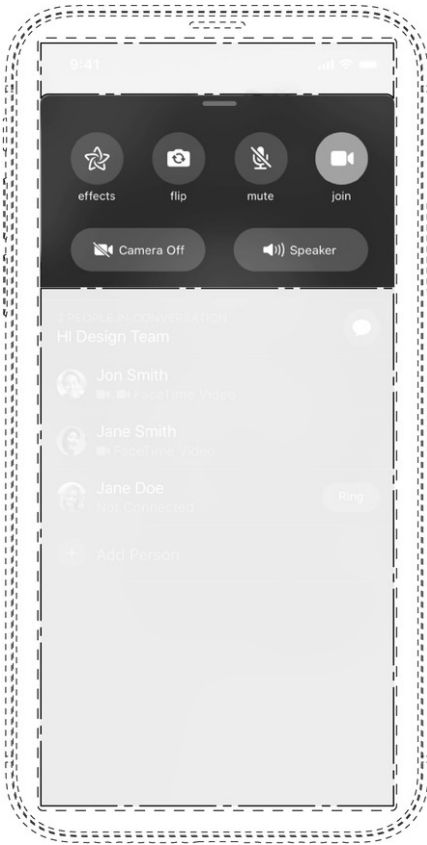 9:41
effects flip mute join
Camera Off Speaker
3 PEOPLE IN CONVERSATION
HI Design Team
Jon Smith
FaceTime Video
Jane Smith
FaceTime Video
Jane Doe
Not Connected
Ring
Add Person